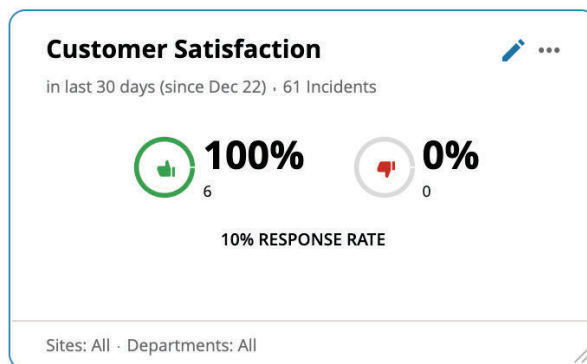 Customer Satisfaction
in last 30 days (since Dec 22) · 61 Incidents
100% 0%
6 0
10% RESPONSE RATE
Sites: All · Departments: All